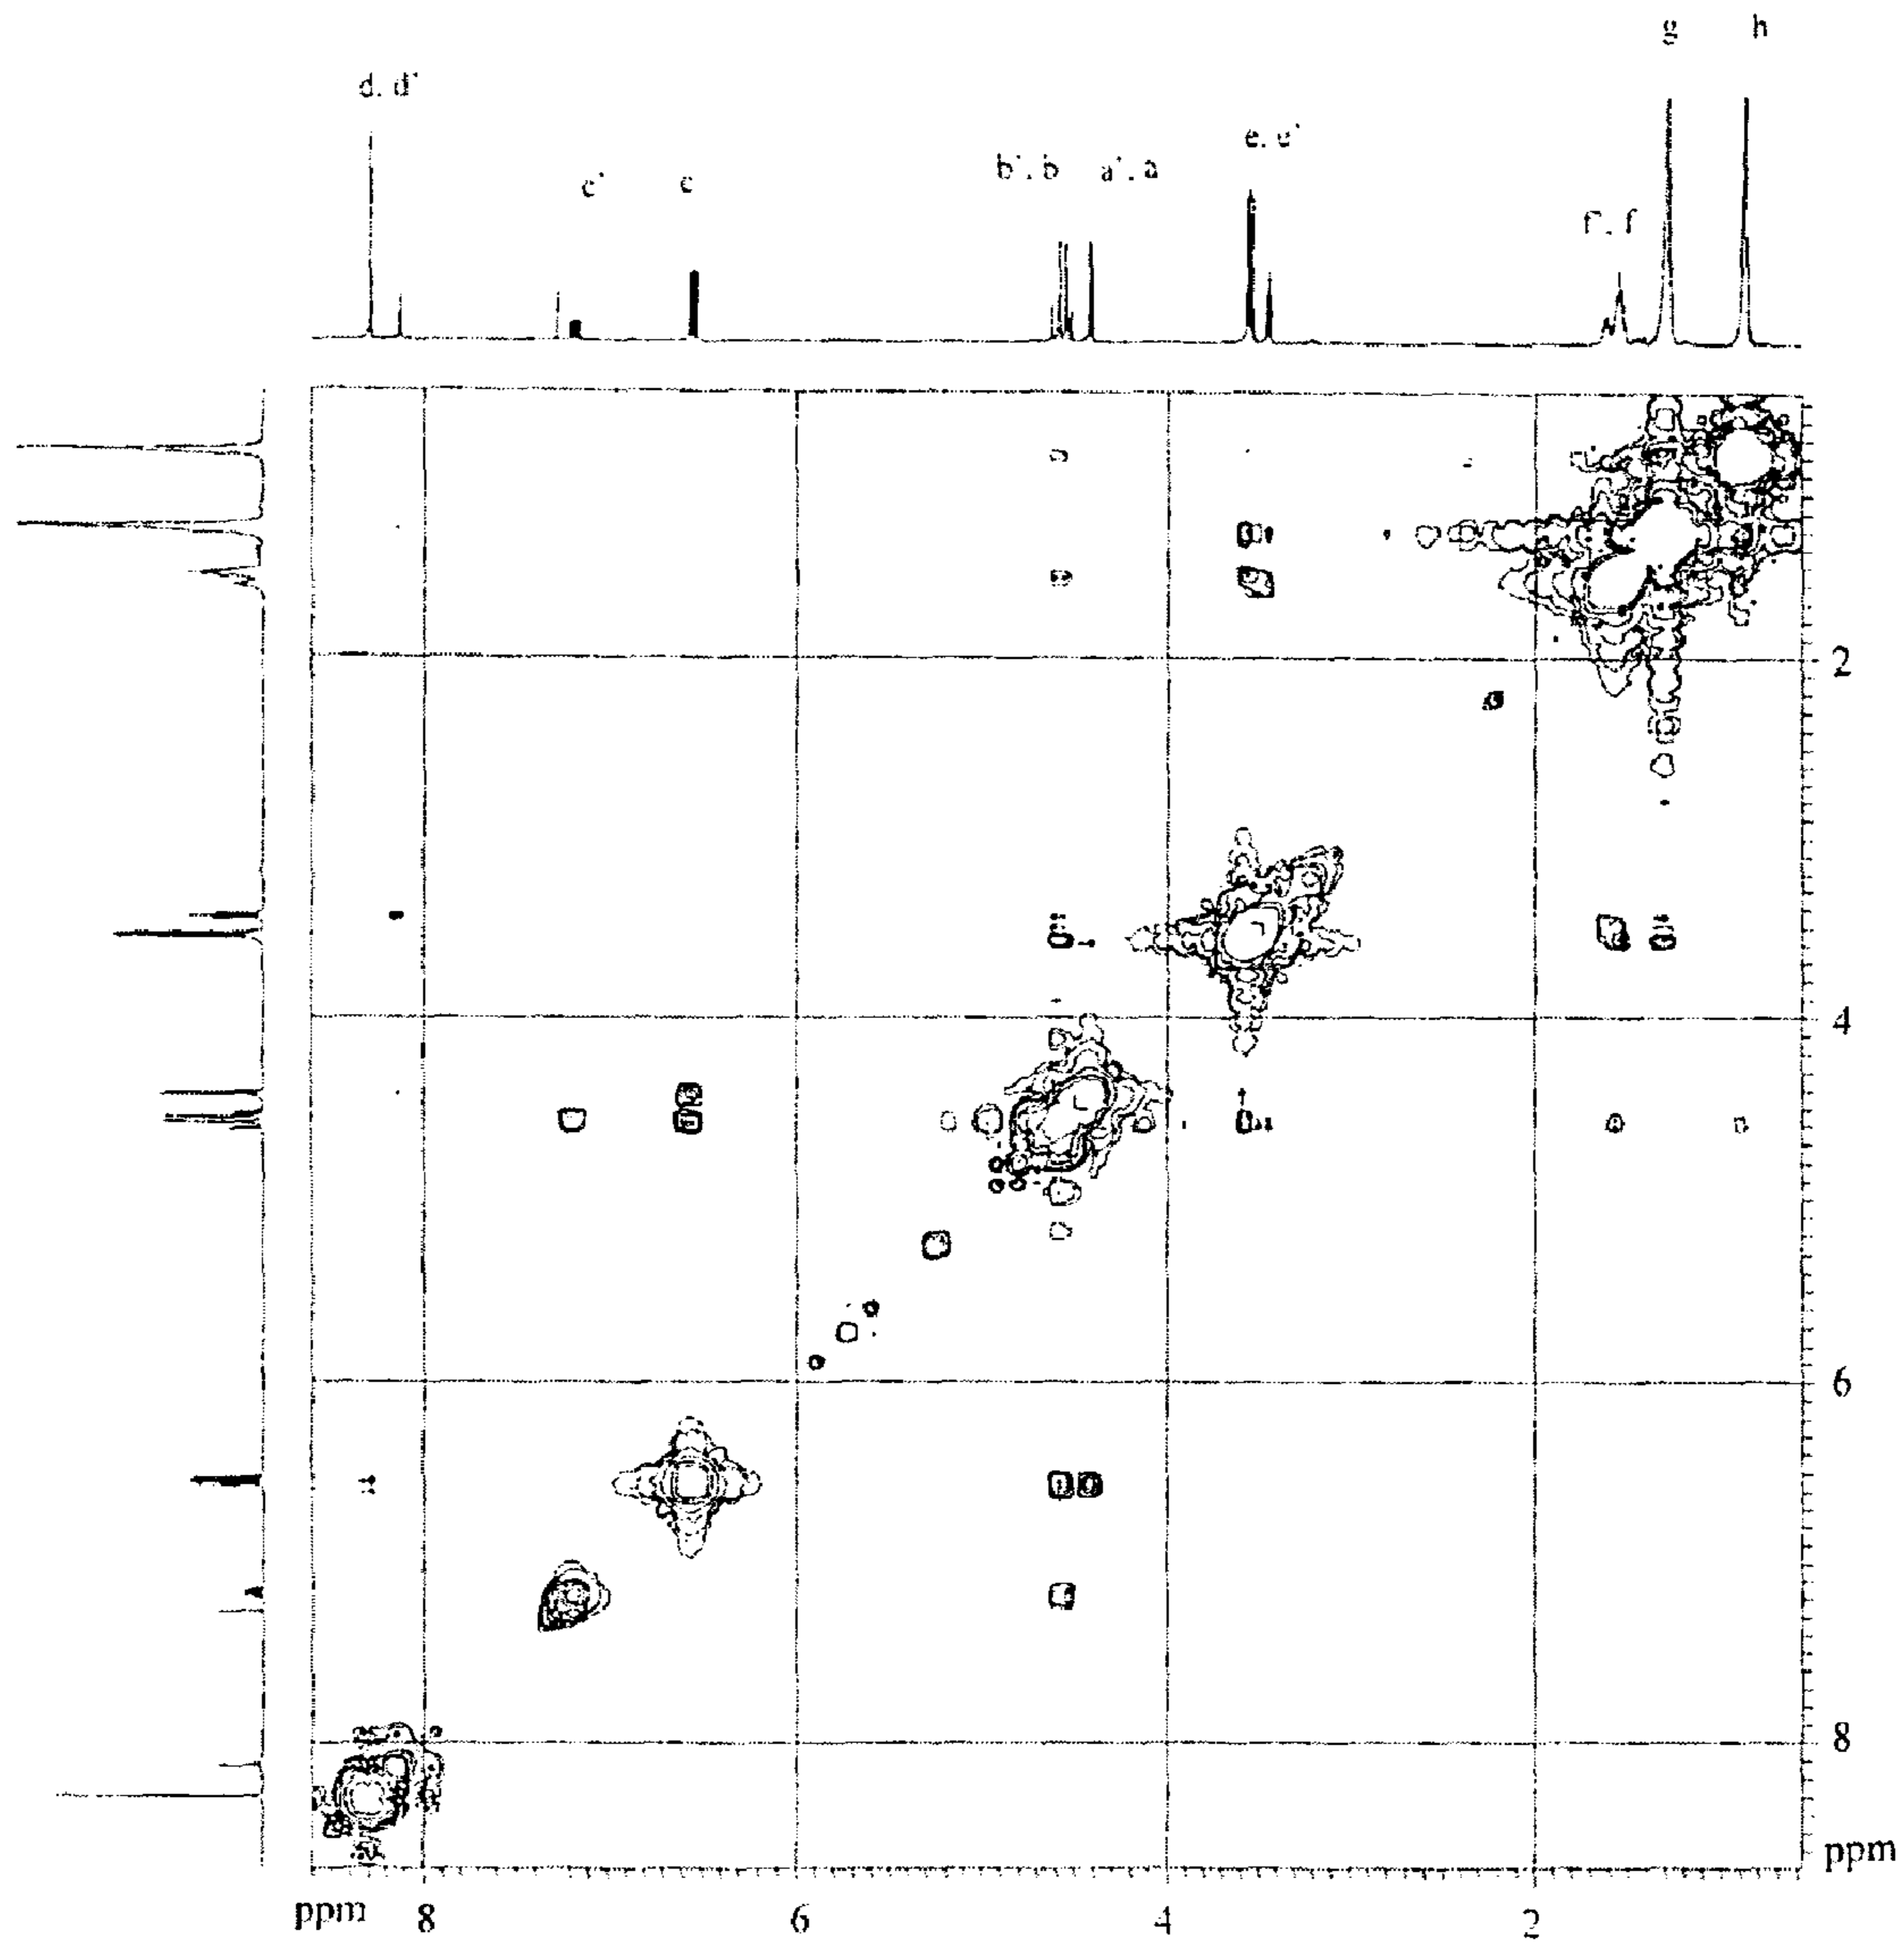 g h
d, d'
e, e'
c' c b', b a', a
f', f
2
4
6
8
ppm
ppm 8 6 4 2